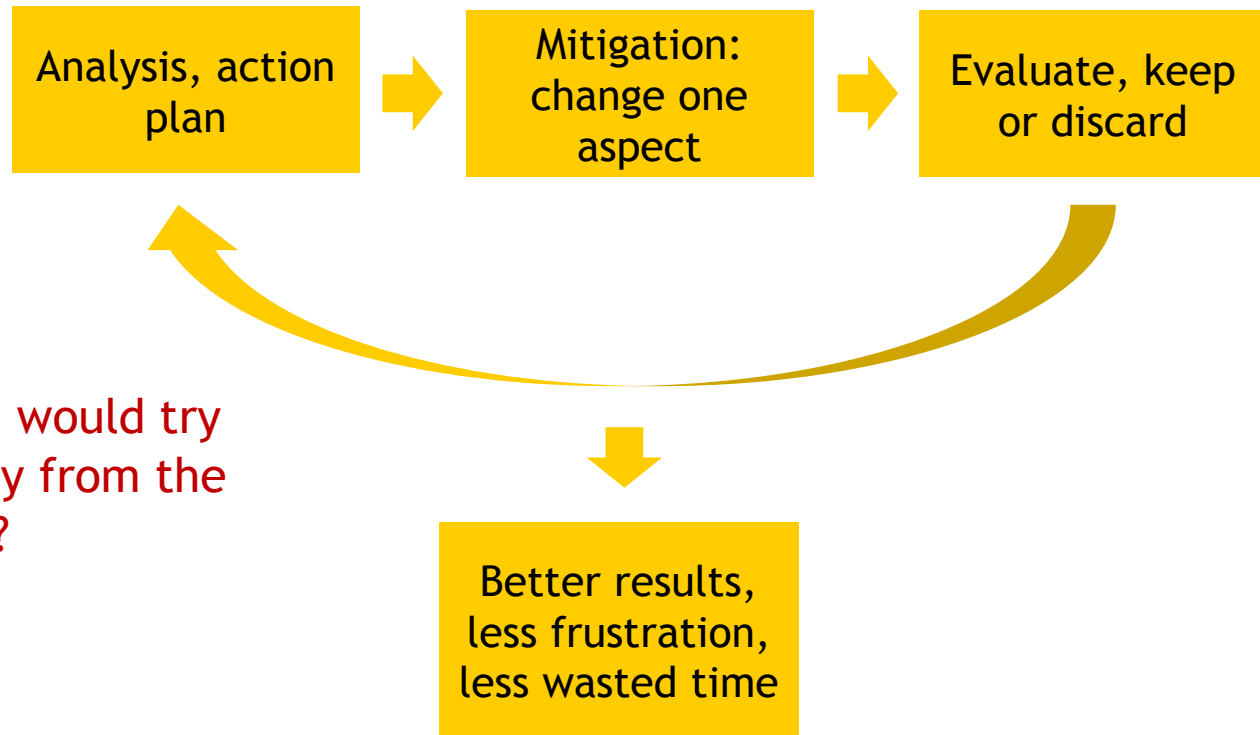 Analysis, action
plan
Mitigation:
change one
aspect
Evaluate, keep
or discard
would try
y from the
?
Better results,
less frustration,
less wasted time